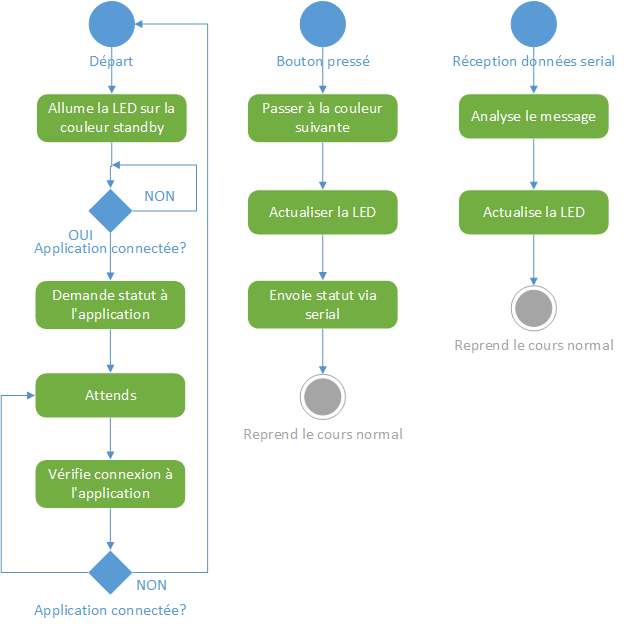 Départ
Allume la LED sur la
couleur standby
NON
OUI
Application connectée?
Demande statut à
l'application
Attends
Vérifie connexion à
l'application
NON
Application connectée?
Bouton pressé
Passer à la couleur
suivante
Actualiser la LED
Envoie statut via
serial
Reprend le cours normal
Réception données serial
Analyse le message
Actualise la LED
Reprend le cours normal